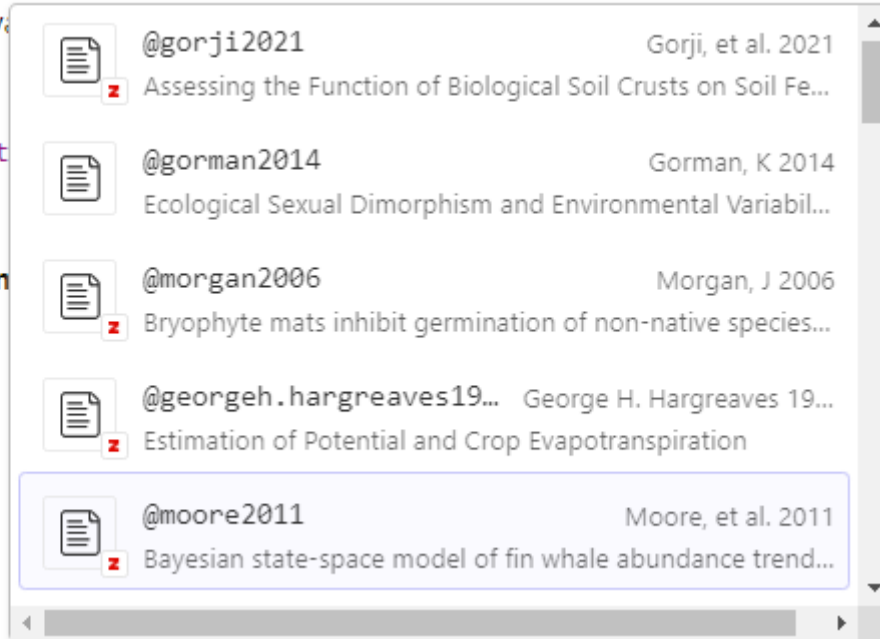 @gorji2021 Gorji, et al. 2021
z Assessing the Function of Biological Soil Crusts on Soil Fe...
@gorman2014 Gorman, K 2014
Ecological Sexual Dimorphism and Environmental Variabil...
@morgan2006 Morgan, J 2006
z Bryophyte mats inhibit germination of non-native species...
@georgeh.hargreaves19... George H. Hargreaves 19...
z Estimation of Potential and Crop Evapotranspiration
@moore2011 Moore, et al. 2011
z Bayesian state-space model of fin whale abundance trend...